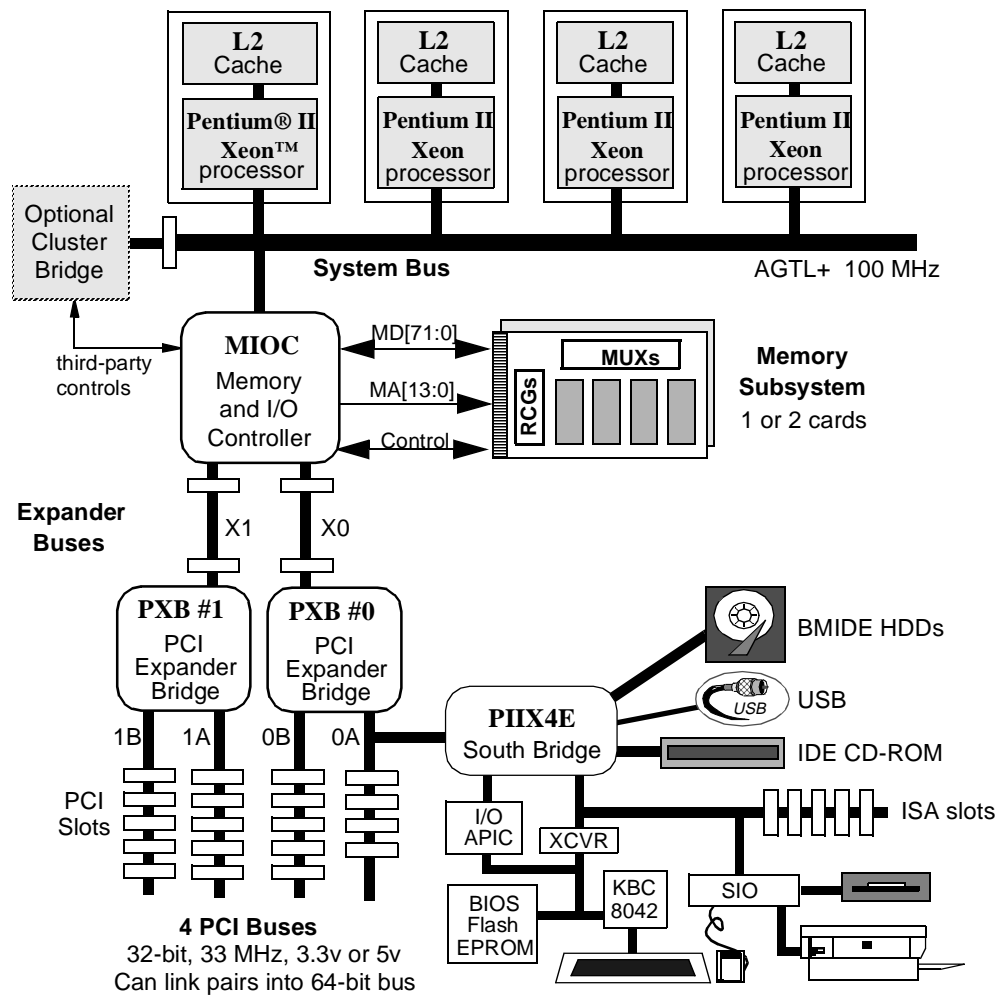 L2
Cache
Pentium® II
Xeon™
processor
L2
Cache
Pentium II
Xeon
processor
L2
Cache
Pentium II
Xeon
processor
L2
Cache
Pentium II
Xeon
processor
Optional
Cluster
Bridge
System Bus
AGTL+ 100 MHz
third-party
controls
MIOC
Memory
and I/O
Controller
MD[71:0]
MA[13:0]
Control
MUXs
RCGs
Memory
Subsystem
1 or 2 cards
Expander
Buses
X1
X0
PXB #1
PCI
Expander
Bridge
PXB #0
PCI
Expander
Bridge
1B
1A
0B
0A
PCI
Slots
PIIX4E
South Bridge
BMIDE HDDs
USB
USB
IDE CD-ROM
ISA slots
I/O
APIC
XCVR
BIOS
Flash
EPROM
KBC
8042
SIO
4 PCI Buses
32-bit, 33 MHz, 3.3v or 5v
Can link pairs into 64-bit bus